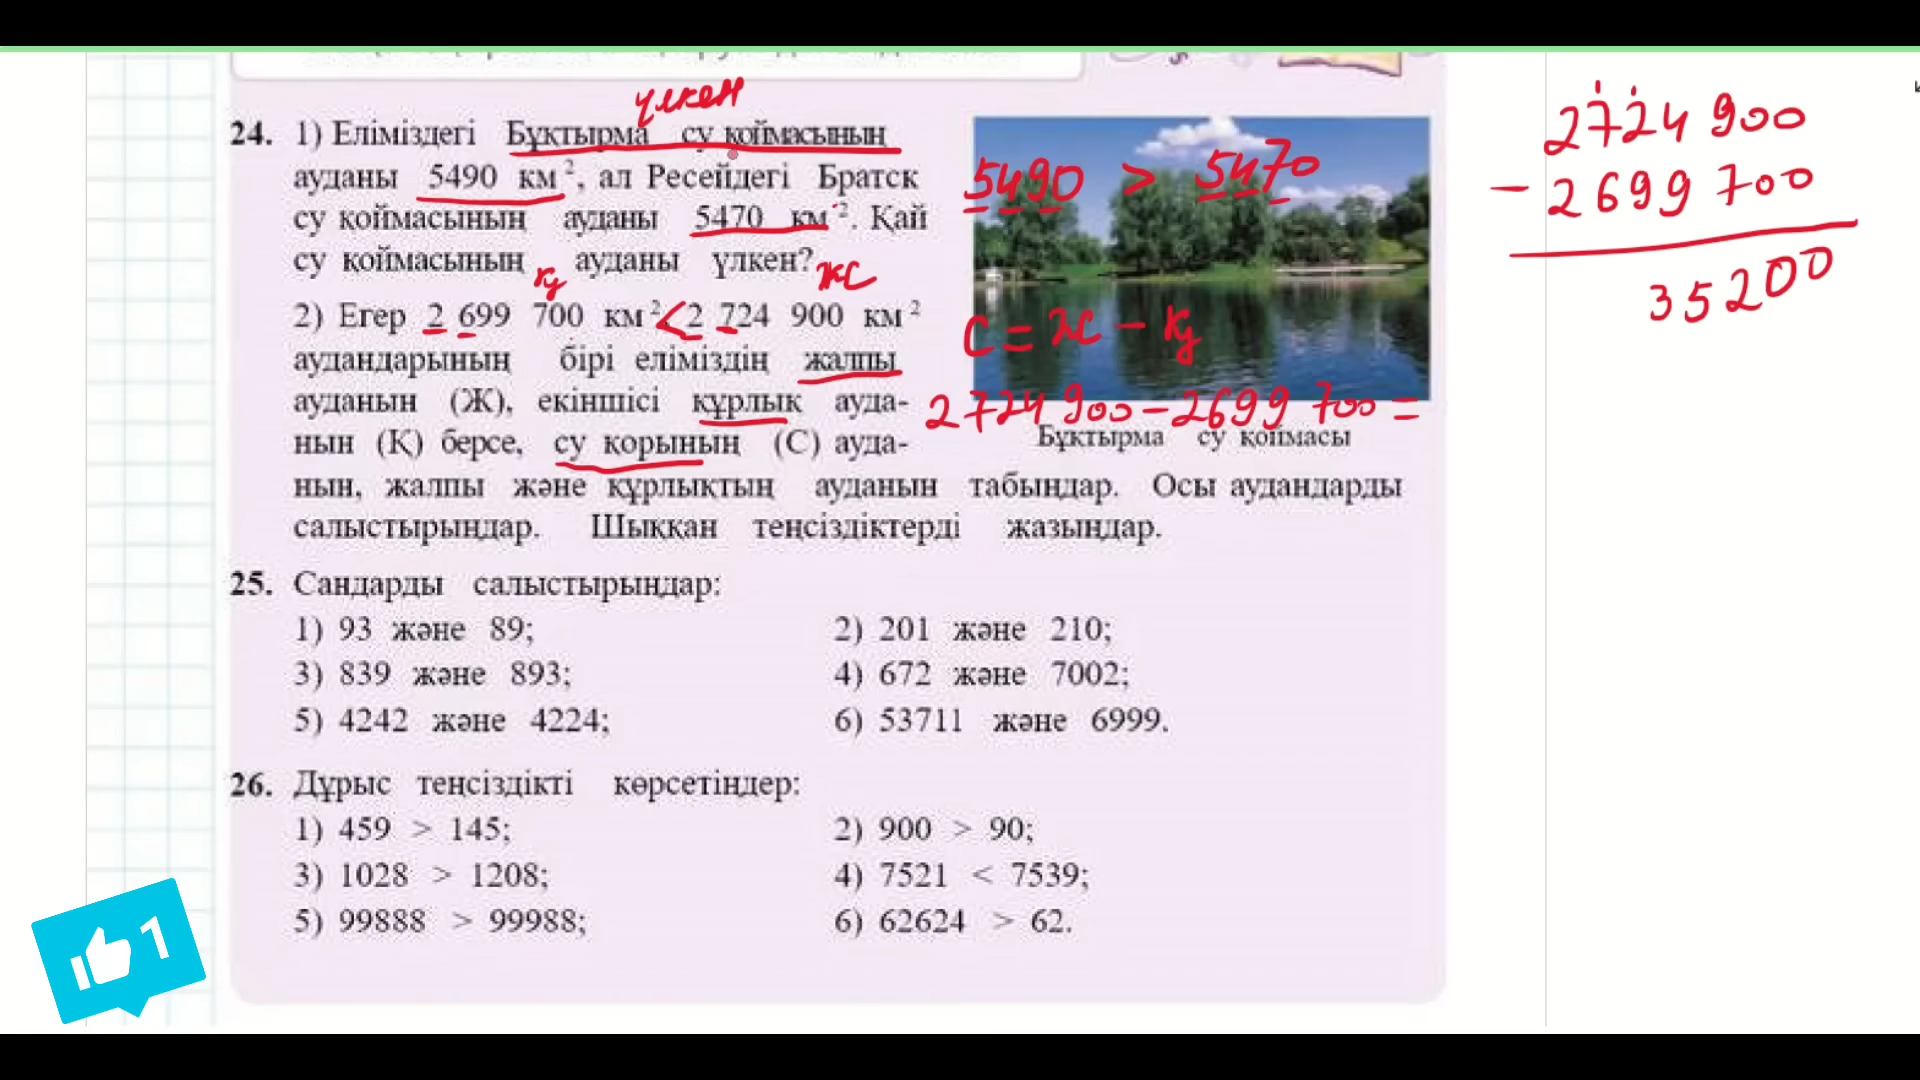 үлкен
24. 1) Еліміздегі Бұқтырма су қоймасының
ауданы 5490 км², ал Ресейдегі Братск
су қоймасының ауданы 5470 км². Қай
су қоймасының ауданы үлкен?
Қ
Ж
2) Егер 2 699 700 км² < 2 724 900 км²
аудандарының бірі еліміздің жалпы
ауданын (Ж), екіншісі құрлық ауда-
нын (Қ) берсе, су қорының (С) ауда-
нын, жалпы және құрлықтың ауданын табыңдар. Осы аудандарды
салыстырыңдар. Шыққан теңсіздіктерді жазыңдар.
5490 > 5470
С = Ж - Қ
2724 900 - 2699 700 =
Бұқтырма су қоймасы
25. Сандарды салыстырыңдар:
1) 93 және 89;
2) 201 және 210;
3) 839 және 893;
4) 672 және 7002;
5) 4242 және 4224;
6) 53711 және 6999.
26. Дұрыс теңсіздікті көрсетіңдер:
1) 459 > 145;
2) 900 > 90;
3) 1028 > 1208;
4) 7521 < 7539;
5) 99888 > 99988;
6) 62624 > 62.
2724 900
- 2699 700
35200
1